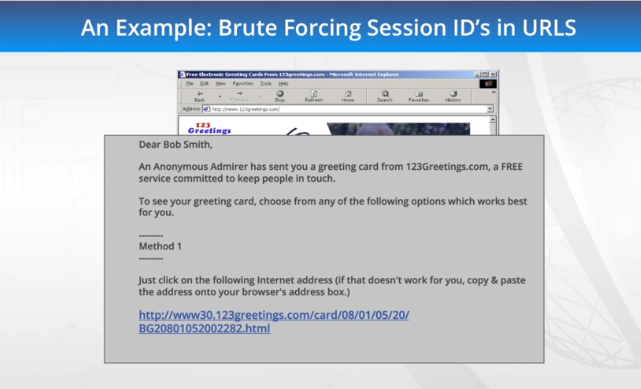 An Example: Brute Forcing Session ID's in URLS
Free Electronic Greeting Cards From 123greetings.com - Microsoft Internet Explorer
File Edit View Favorites Tools Help
Back Forward Stop Refresh Home Search Favorites History
Address http://www.123greetings.com/
123
Greetings
Dear Bob Smith,
An Anonymous Admirer has sent you a greeting card from 123Greetings.com, a FREE
service committed to keep people in touch.
To see your greeting card, choose from any of the following options which works best
for you.
--------
Method 1
--------
Just click on the following Internet address (if that doesn't work for you, copy & paste
the address onto your browser's address box.)
http://www30.123greetings.com/card/08/01/05/20/
BG20801052002282.html